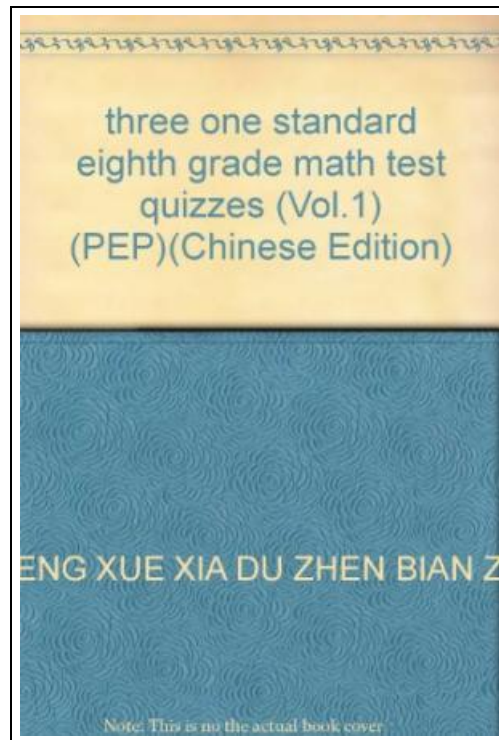 three one standard
eighth grade math test
quizzes (Vol.1)
(PEP)(Chinese Edition)
ENG XUE XIA DU ZHEN BIAN Z
Note: This is no the actual book cover